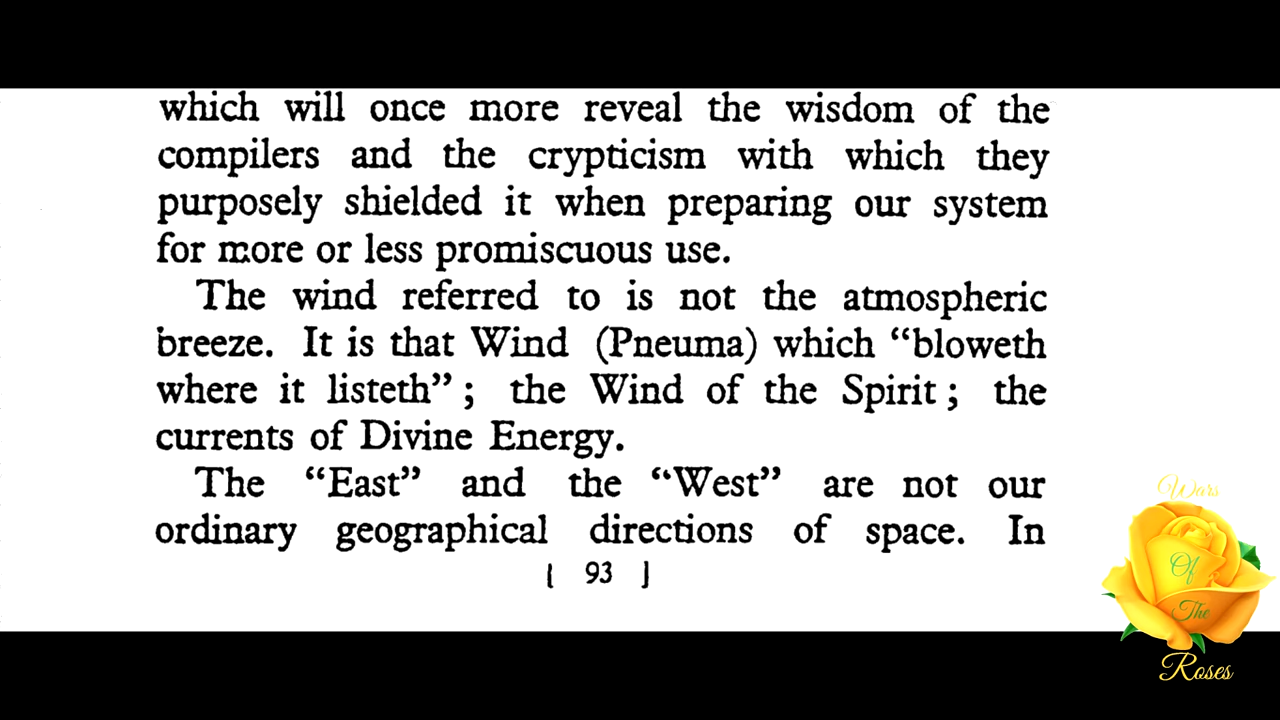 which will once more reveal the wisdom of the
compilers and the crypticism with which they
purposely shielded it when preparing our system
for more or less promiscuous use.
The wind referred to is not the atmospheric
breeze. It is that Wind (Pneuma) which “bloweth
where it listeth” ; the Wind of the Spirit ; the
currents of Divine Energy.
The “East” and the “West” are not our
ordinary geographical directions of space. In
[ 93 ]
Wars
Of
The
Roses